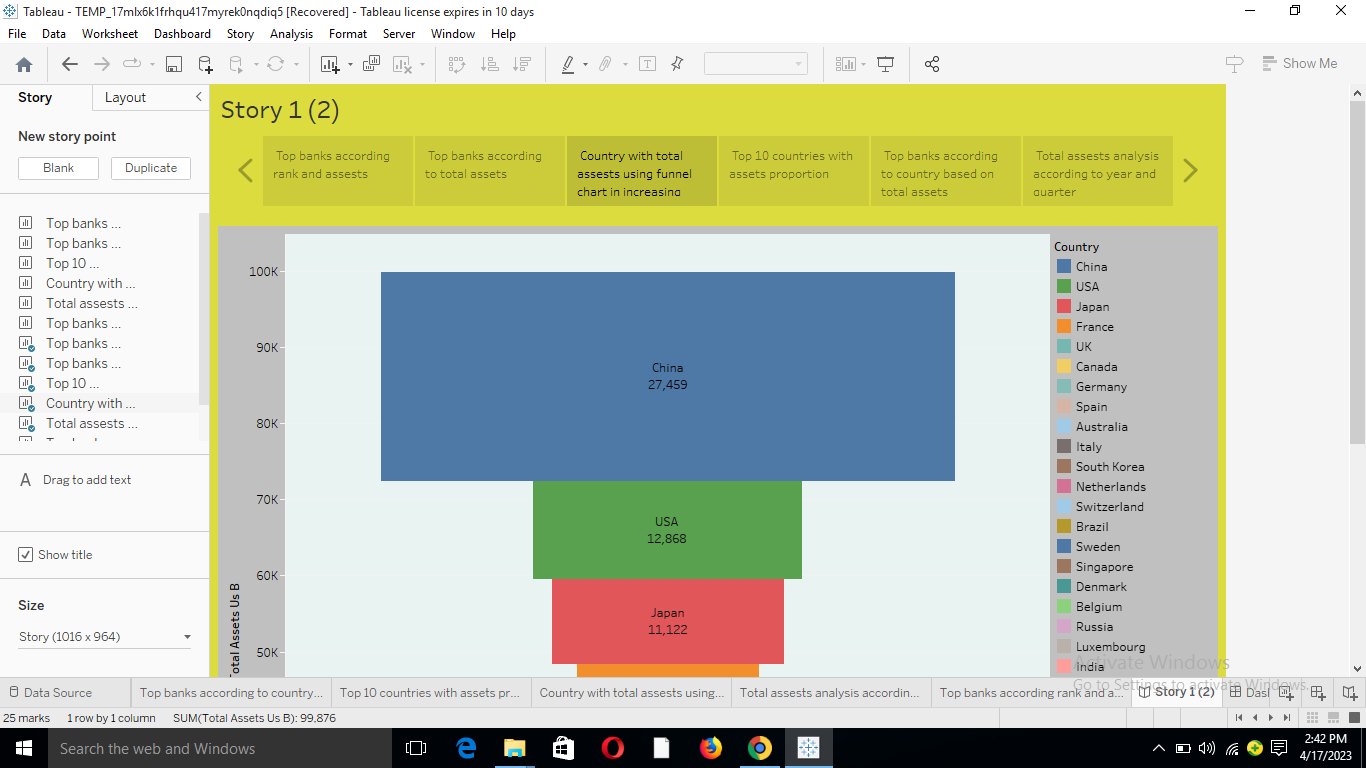 Tableau - TEMP_17mlx6k1frhqu417myrek0nqdiq5 [Recovered] - Tableau license expires in 10 days
File Data Worksheet Dashboard Story Analysis Format Server Window Help
Show Me
Story Layout
New story point
Blank Duplicate
Top banks ...
Top banks ...
Top 10 ...
Country with ...
Total assests ...
Top banks ...
Top banks ...
Top banks ...
Top 10 ...
Country with ...
Total assests ...
A Drag to add text
Show title
Size
Story (1016 x 964)
Story 1 (2)
Top banks according
rank and assests
Top banks according
to total assets
Country with total
assests using funnel
chart in increasing
Top 10 countries with
assets proportion
Top banks according
to country based on
total assets
Total assests analysis
according to year and
quarter
100K
90K
80K
70K
60K
50K
Total Assets Us B
China
27,459
USA
12,868
Japan
11,122
Country
China
USA
Japan
France
UK
Canada
Germany
Spain
Australia
Italy
South Korea
Netherlands
Switzerland
Brazil
Sweden
Singapore
Denmark
Belgium
Russia
Luxembourg
India
Activate Windows
Go to Settings to activate Windows.
Data Source Top banks according to country... Top 10 countries with assets pr... Country with total assests using... Total assests analysis accordin... Top banks according rank and a... Story 1 (2) Dasl
25 marks 1 row by 1 column SUM(Total Assets Us B): 99.876
Search the web and Windows
2:42 PM
4/17/2023